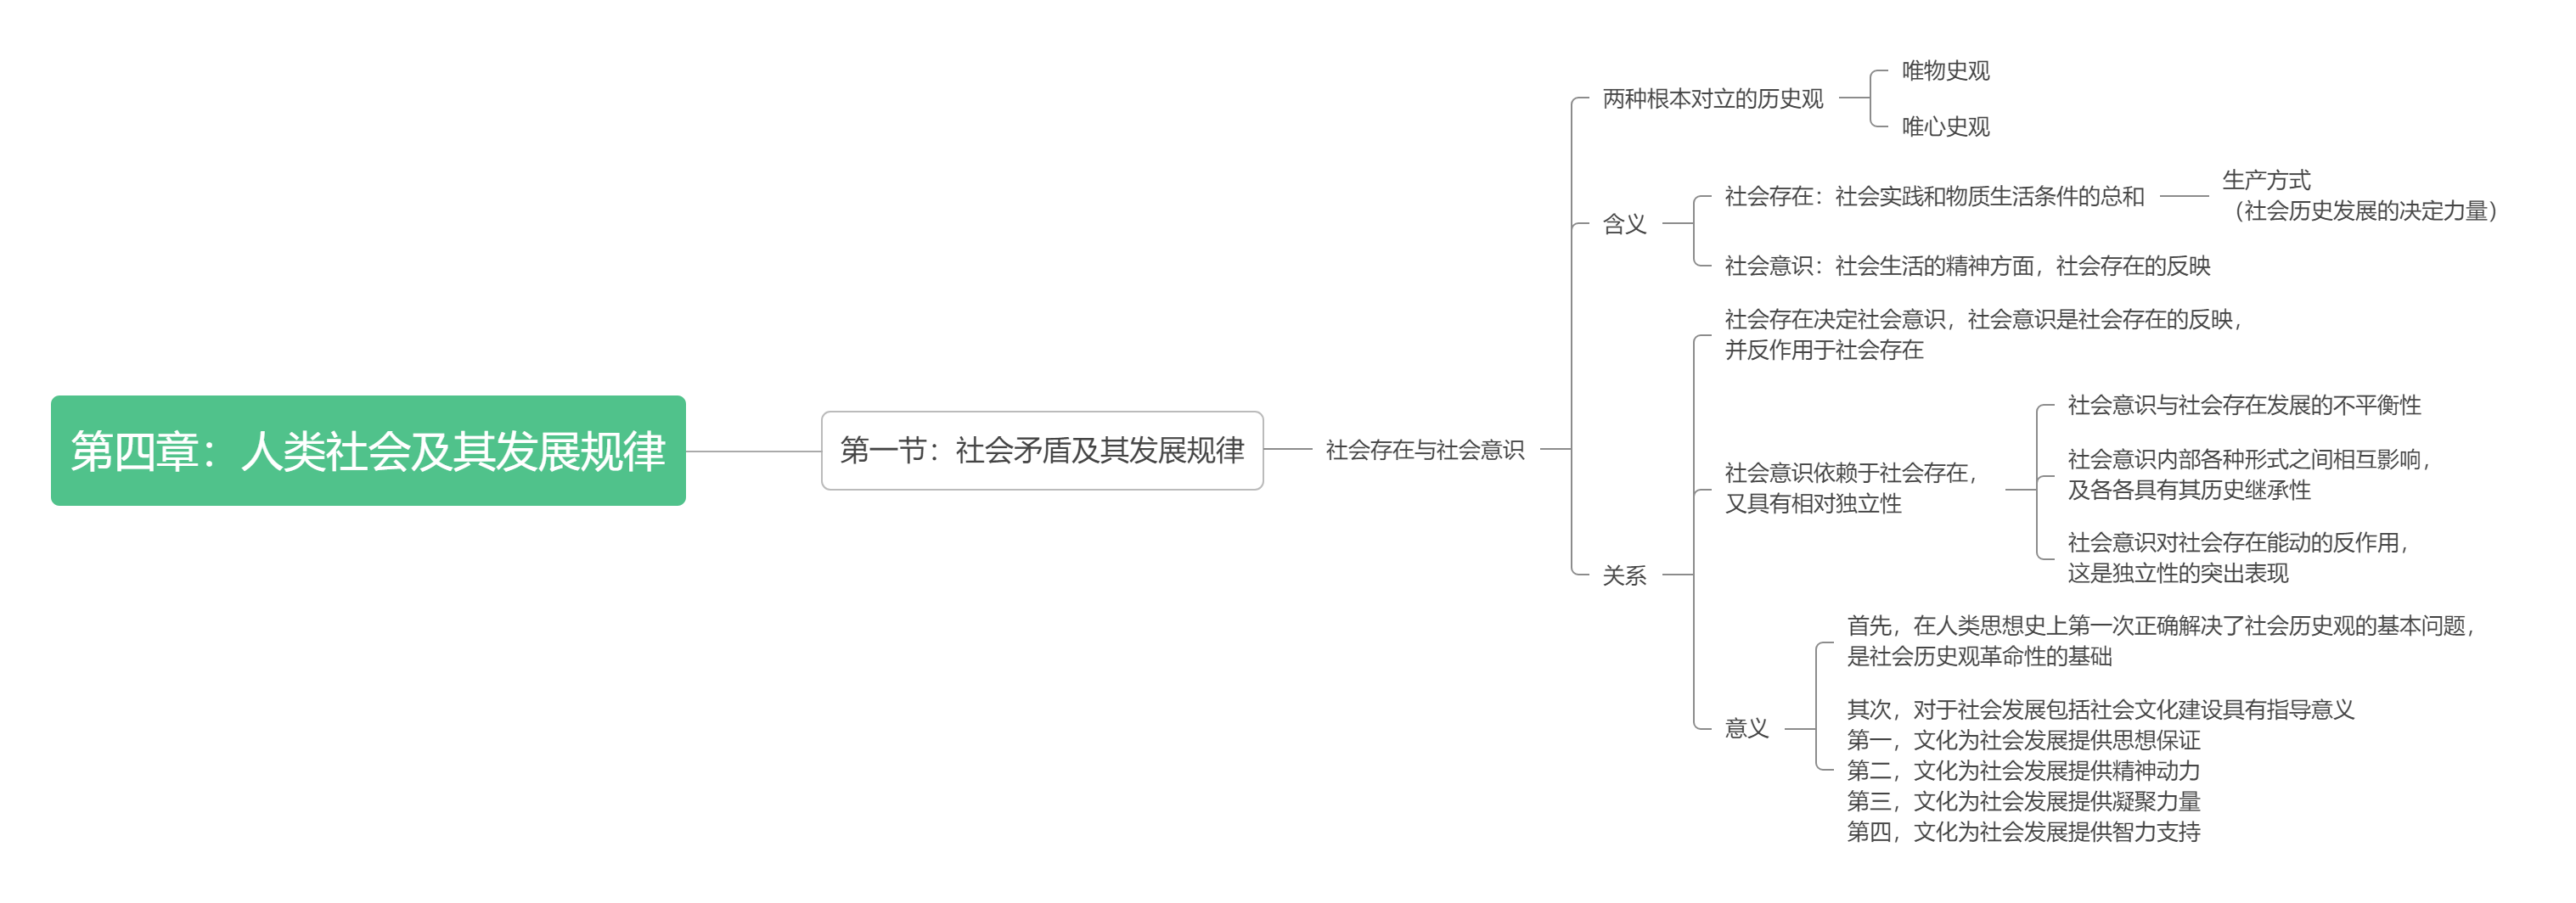 第四章：人类社会及其发展规律
第一节：社会矛盾及其发展规律
社会存在与社会意识
两种根本对立的历史观
唯物史观
唯心史观
含义
社会存在：社会实践和物质生活条件的总和
生产方式
（社会历史发展的决定力量）
社会意识：社会生活的精神方面，社会存在的反映
关系
社会存在决定社会意识，社会意识是社会存在的反映，
并反作用于社会存在
社会意识依赖于社会存在，
又具有相对独立性
社会意识与社会存在发展的不平衡性
社会意识内部各种形式之间相互影响，
及各各具有其历史继承性
社会意识对社会存在能动的反作用，
这是独立性的突出表现
意义
首先，在人类思想史上第一次正确解决了社会历史观的基本问题，
是社会历史观革命性的基础
其次，对于社会发展包括社会文化建设具有指导意义
第一，文化为社会发展提供思想保证
第二，文化为社会发展提供精神动力
第三，文化为社会发展提供凝聚力量
第四，文化为社会发展提供智力支持